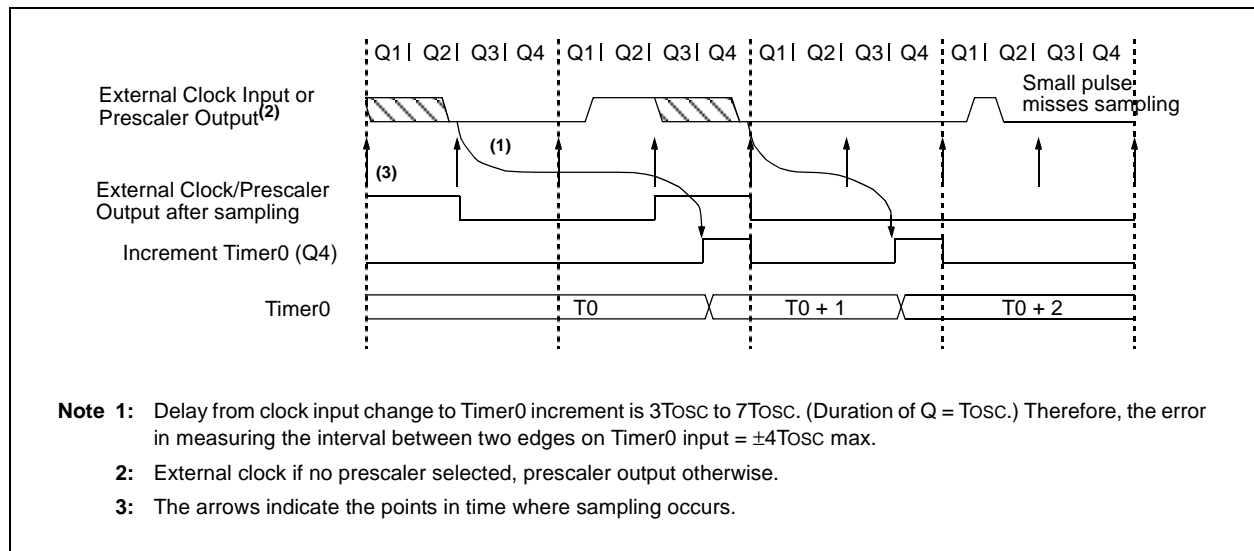 Q1 Q2 Q3 Q4 Q1 Q2 Q3 Q4 Q1 Q2 Q3 Q4 Q1 Q2 Q3 Q4
External Clock Input or
Prescaler Output(2)
Small pulse
misses sampling
(1)
(3)
External Clock/Prescaler
Output after sampling
Increment Timer0 (Q4)
Timer0
T0
T0 + 1
T0 + 2
Note 1: Delay from clock input change to Timer0 increment is 3TOSC to 7TOSC. (Duration of Q = TOSC.) Therefore, the error
in measuring the interval between two edges on Timer0 input = ±4TOSC max.
2: External clock if no prescaler selected, prescaler output otherwise.
3: The arrows indicate the points in time where sampling occurs.